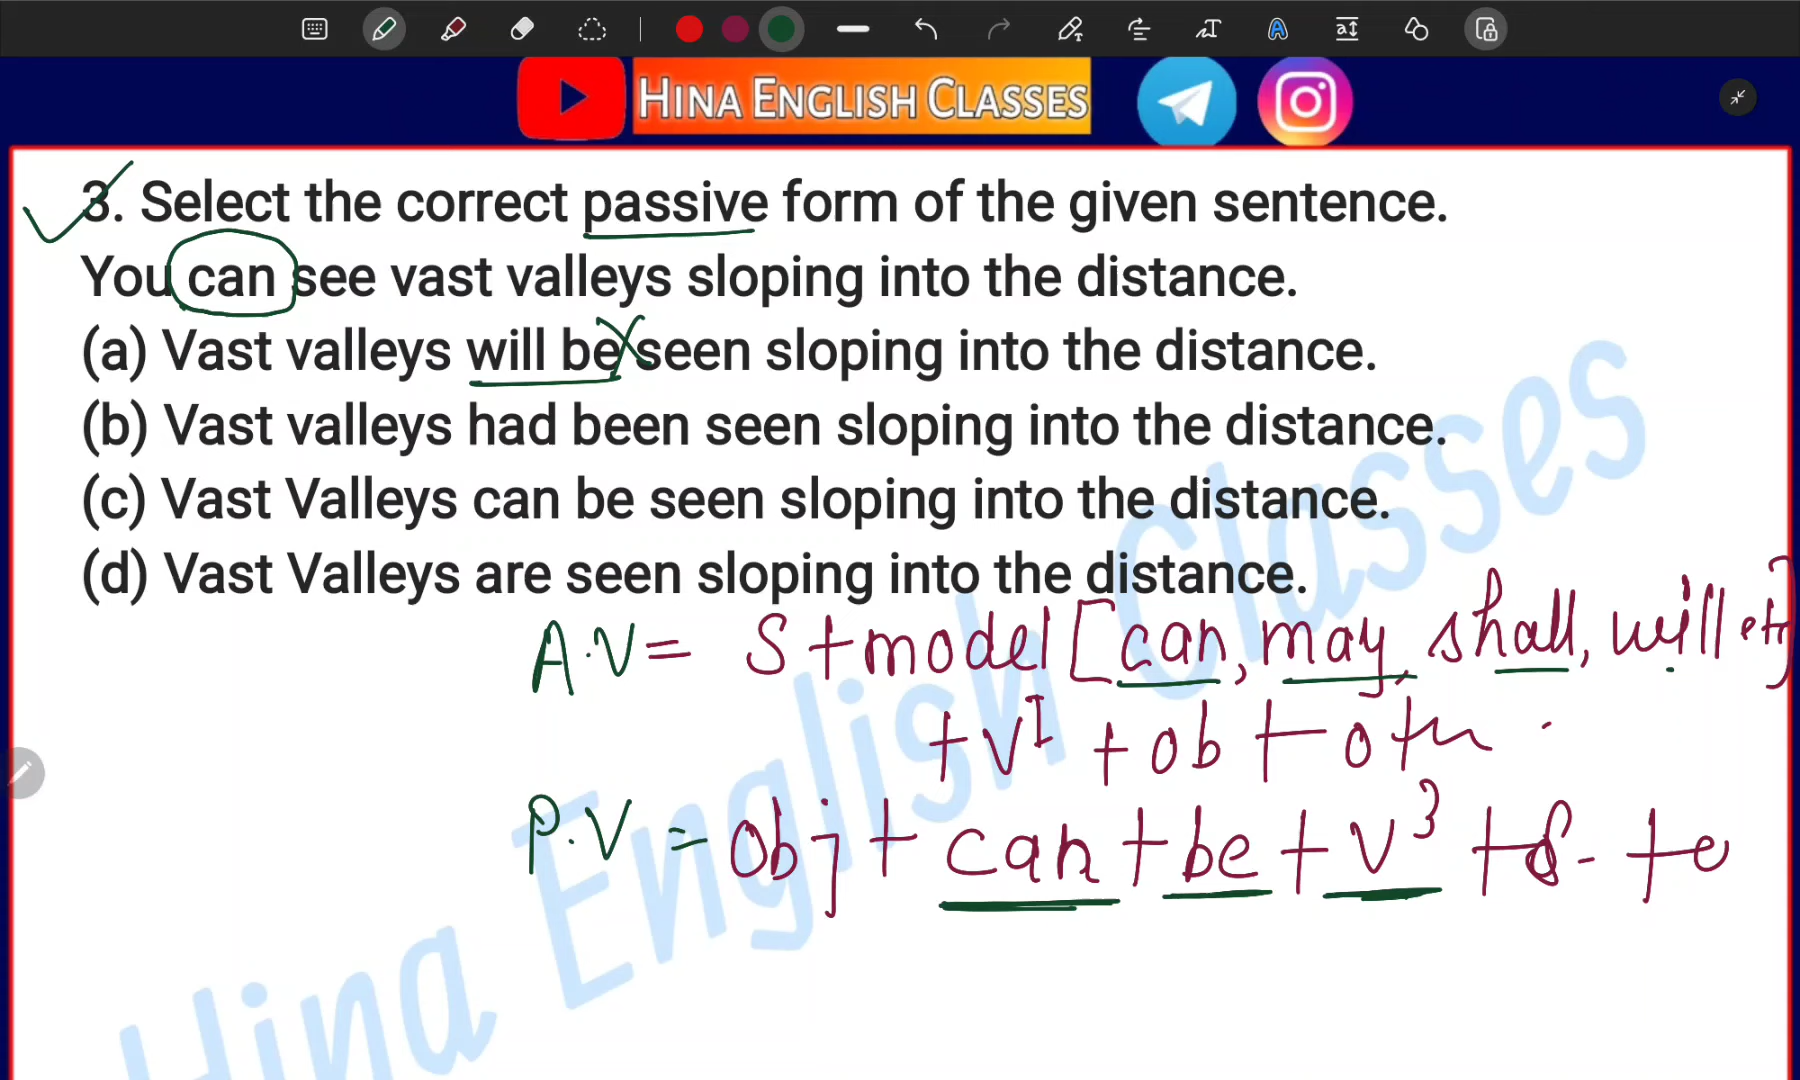 HINA ENGLISH CLASSES
3. Select the correct passive form of the given sentence.
You can see vast valleys sloping into the distance.
(a) Vast valleys will be seen sloping into the distance.
(b) Vast valleys had been seen sloping into the distance.
(c) Vast Valleys can be seen sloping into the distance.
(d) Vast Valleys are seen sloping into the distance.
A.V = S + model [can, may, shall, will etc]
+ V1 + ob + oth
P.V = obj + can + be + V3 + S. + o
Hina English Classes